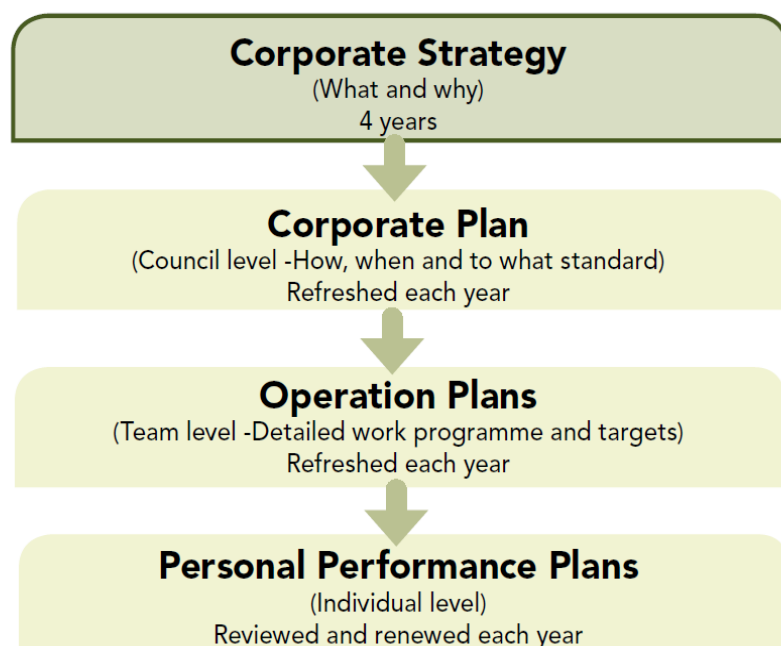 Corporate Strategy
(What and why)
4 years
Corporate Plan
(Council level -How, when and to what standard)
Refreshed each year
Operation Plans
(Team level -Detailed work programme and targets)
Refreshed each year
Personal Performance Plans
(Individual level)
Reviewed and renewed each year